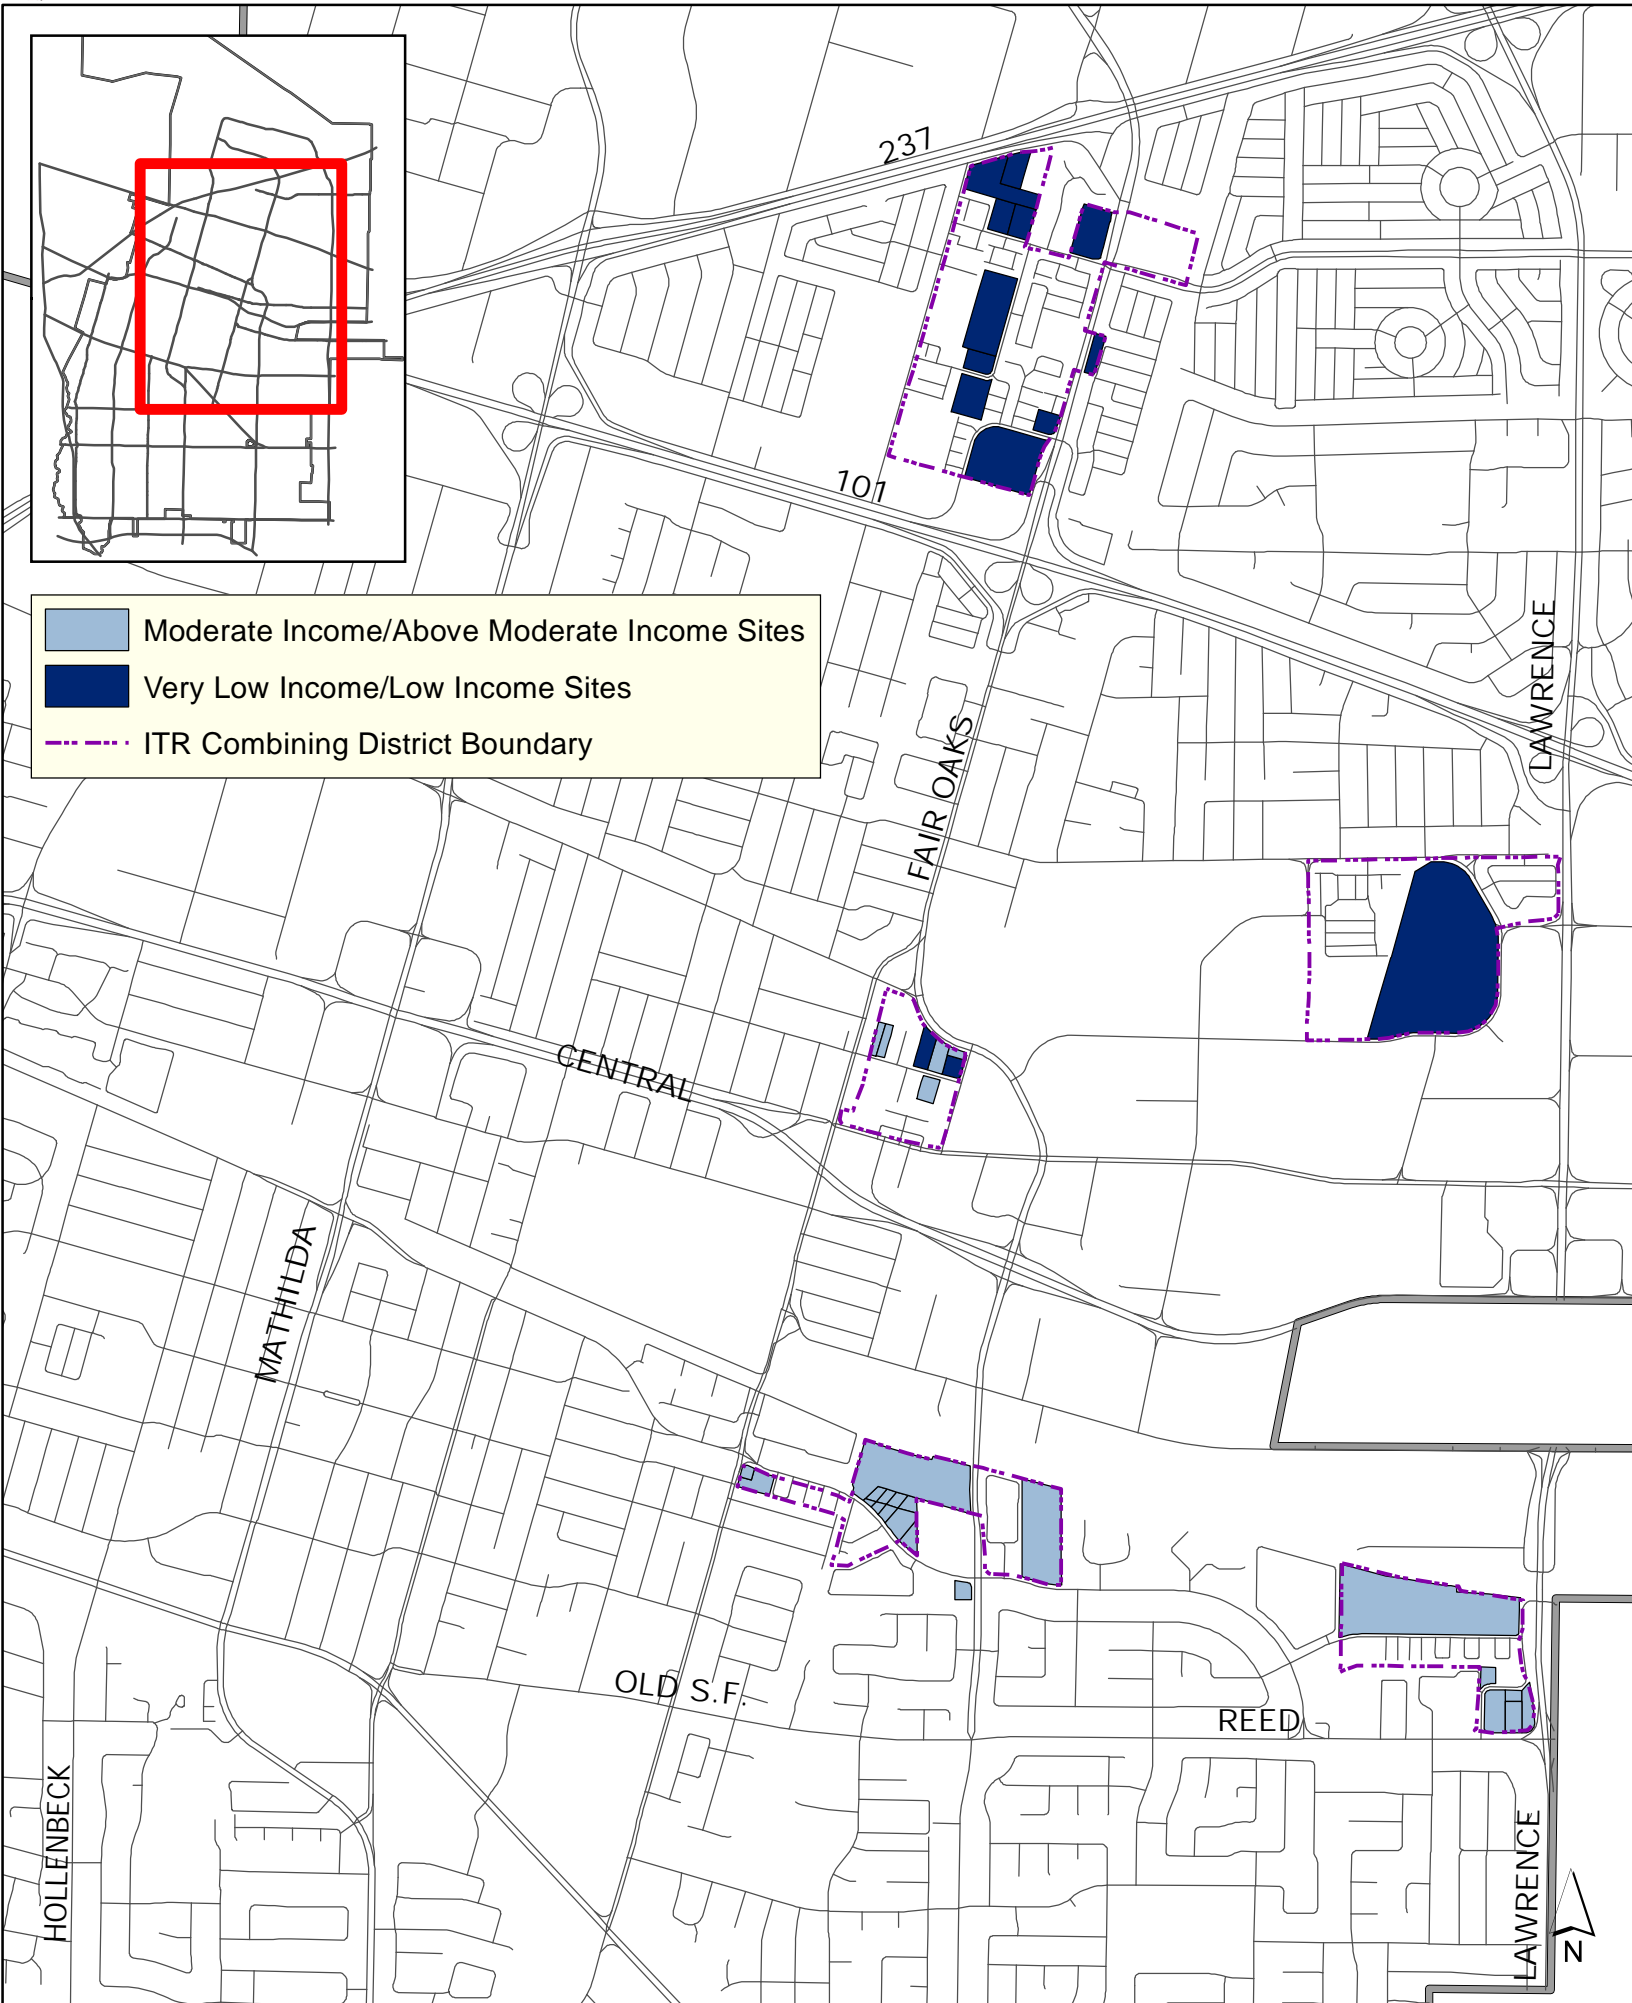 237
101
Moderate Income/Above Moderate Income Sites
Very Low Income/Low Income Sites
ITR Combining District Boundary
LAWRENCE
FAIR OAKS
CENTRAL
MATHILDA
OLD S.F.
REED
HOLLENBECK
LAWRENCE
N